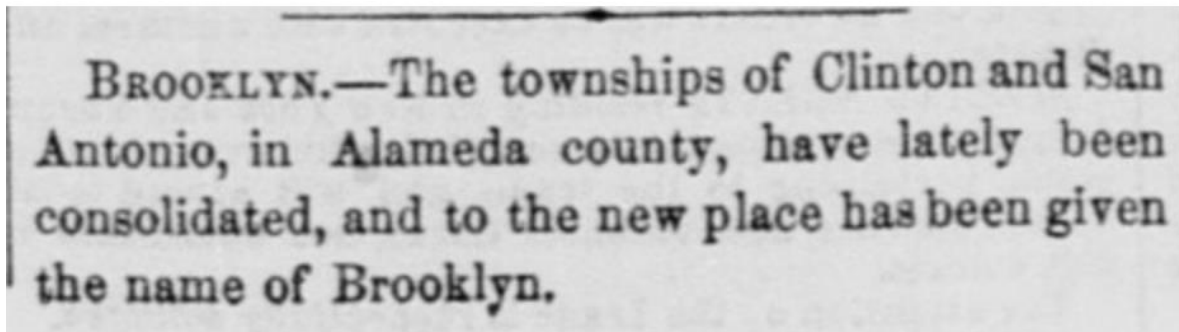 BROOKLYN.—The townships of Clinton and San
Antonio, in Alameda county, have lately been
consolidated, and to the new place has been given
the name of Brooklyn.